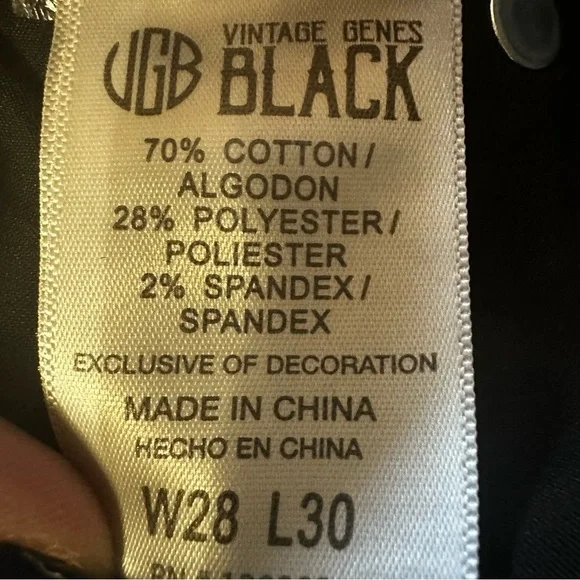 VGB VINTAGE GENES
BLACK
70% COTTON/
ALGODON
28% POLYESTER/
POLIESTER
2% SPANDEX/
SPANDEX
EXCLUSIVE OF DECORATION
MADE IN CHINA
HECHO EN CHINA
W28 L30